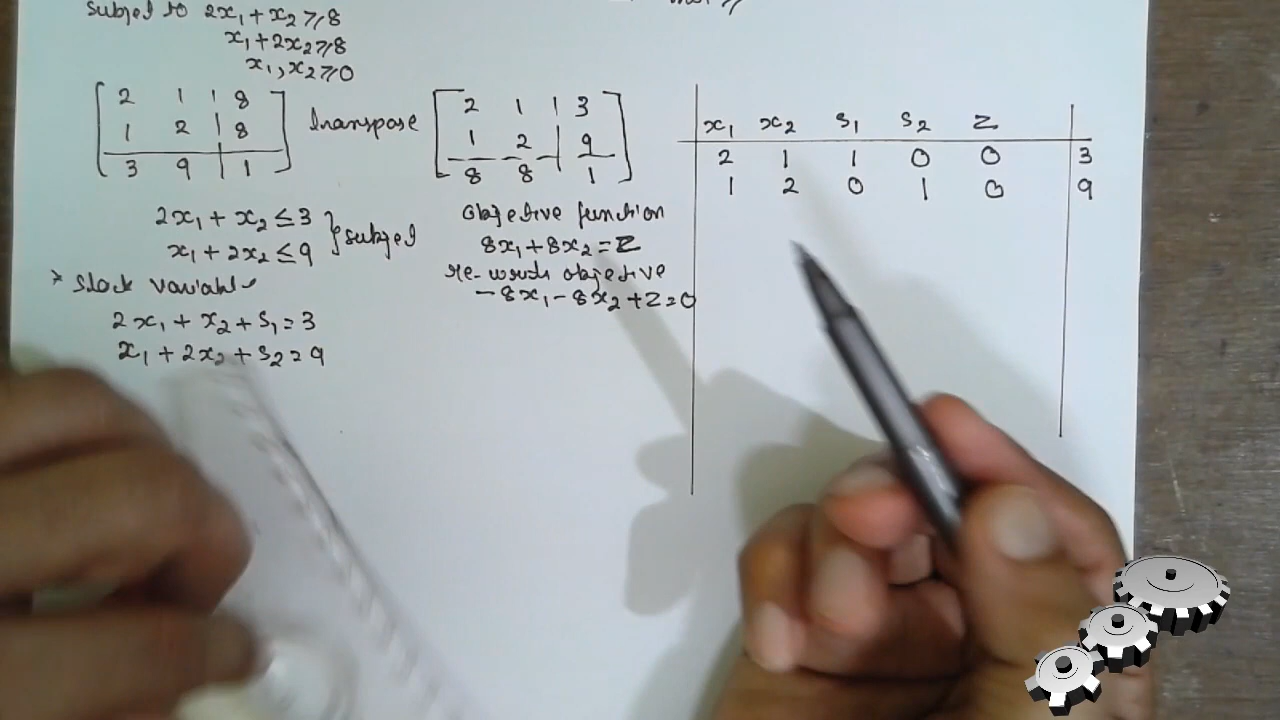 Subject to 2x₁ + x₂ ≥ 8
x₁ + 2x₂ ≥ 8
x₁, x₂ ≥ 0
2 1 8
1 2 8
3 9 1
Transpose
2 1 3
1 2 9
8 8 1
2x₁ + x₂ ≤ 3
x₁ + 2x₂ ≤ 9
} subject
* Slack variable
2x₁ + x₂ + S₁ = 3
x₁ + 2x₂ + S₂ = 9
Objective function
8x₁ + 8x₂ = Z
objective
-8x₁ - 8x₂ + Z = 0
x₁ x₂ S₁ S₂ Z
2 1 1 0 0 3
1 2 0 1 0 9